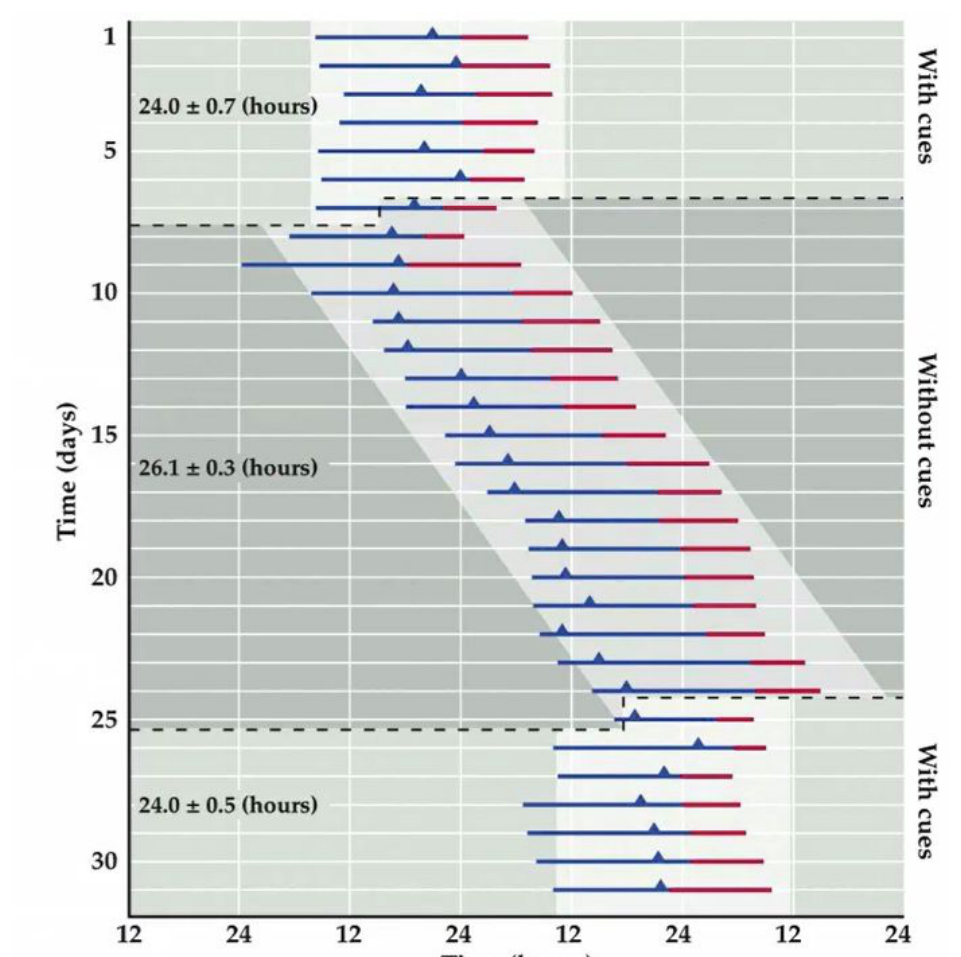 1
With cues
24.0 ± 0.7 (hours)
5
10
Without cues
Time (days)
15
26.1 ± 0.3 (hours)
20
25
With cues
24.0 ± 0.5 (hours)
30
12 24 12 24 12 24 12 24